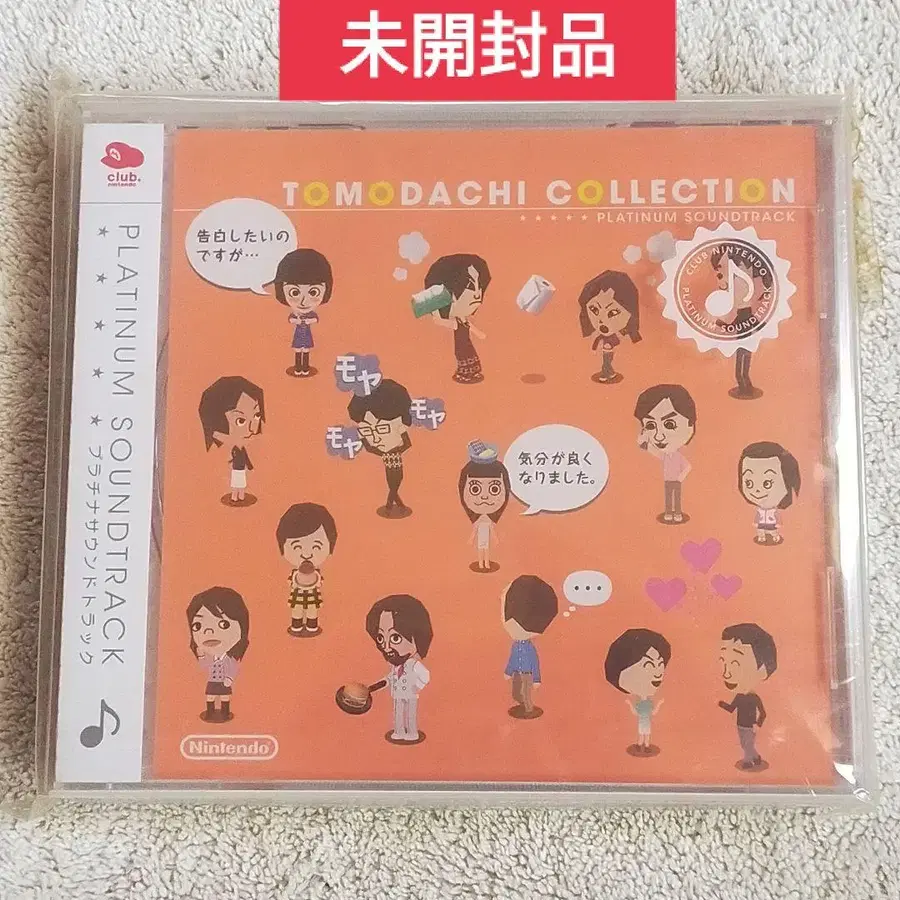 未開封品
club.
nintendo
PLATINUM SOUNDTRACK
プラチナサウンドトラック
TOMODACHI COLLECTION
PLATINUM SOUNDTRACK
告白したいの
ですが…
CLUB NINTENDO
PLATINUM SOUNDTRACK
モヤ
モヤ
モヤ
気分が良く
なりました。
...
Nintendo